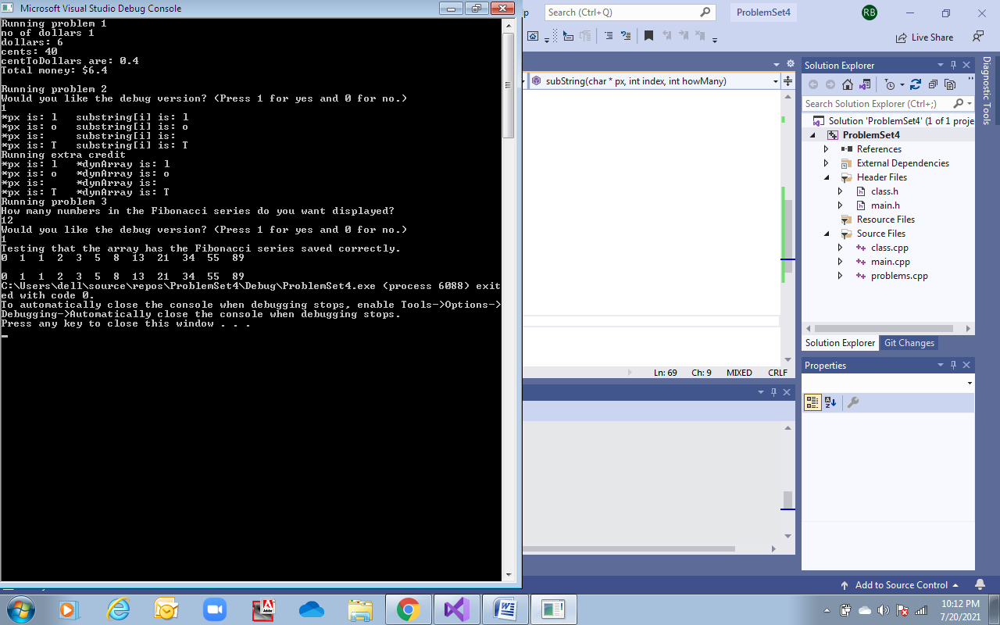 Microsoft Visual Studio Debug Console
Running problem 1
no of dollars 1
dollars: 6
cents: 40
centToDollars are: 0.4
Total money: $6.4
Running problem 2
Would you like the debug version? (Press 1 for yes and 0 for no.)
1
*px is: l   substring[i] is: l
*px is: o   substring[i] is: o
*px is:     substring[i] is:
*px is: T   substring[i] is: T
Running extra credit
*px is: l   *dynArray is: l
*px is: o   *dynArray is: o
*px is:     *dynArray is:
*px is: T   *dynArray is: T
Running problem 3
How many numbers in the Fibonacci series do you want displayed?
12
Would you like the debug version? (Press 1 for yes and 0 for no.)
1
Testing that the array has the Fibonacci series saved correctly.
0  1  1  2  3  5  8  13  21  34  55  89
0  1  1  2  3  5  8  13  21  34  55  89
C:\Users\dell\source\repos\ProblemSet4\Debug\ProblemSet4.exe (process 6088) exit
ed with code 0.
To automatically close the console when debugging stops, enable Tools->Options->
Debugging->Automatically close the console when debugging stops.
Press any key to close this window . . .
p
Search (Ctrl+Q)
ProblemSet4
RB
Live Share
subString(char * px, int index, int howMany)
Ln: 69
Ch: 9
MIXED
CRLF
Solution Explorer
Search Solution Explorer (Ctrl+;)
Solution 'ProblemSet4' (1 of 1 proje
ProblemSet4
References
External Dependencies
Header Files
class.h
main.h
Resource Files
Source Files
class.cpp
main.cpp
problems.cpp
Solution Explorer
Git Changes
Properties
Diagnostic Tools
Add to Source Control
10:12 PM
7/20/2021